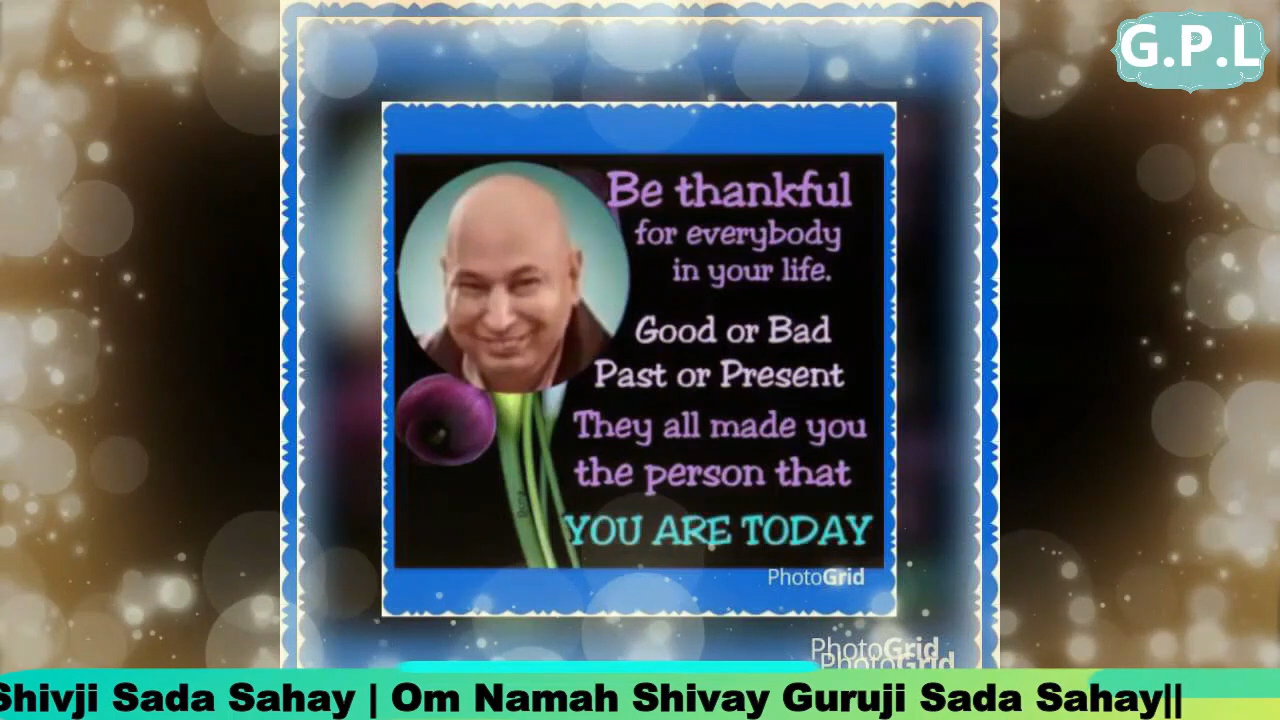 G.P.L
Be thankful
for everybody
in your life.
Good or Bad
Past or Present
They all made you
the person that
YOU ARE TODAY
PhotoGrid
PhotoGrid
PhotoGrid
Shivji Sada Sahay | Om Namah Shivay Guruji Sada Sahay||